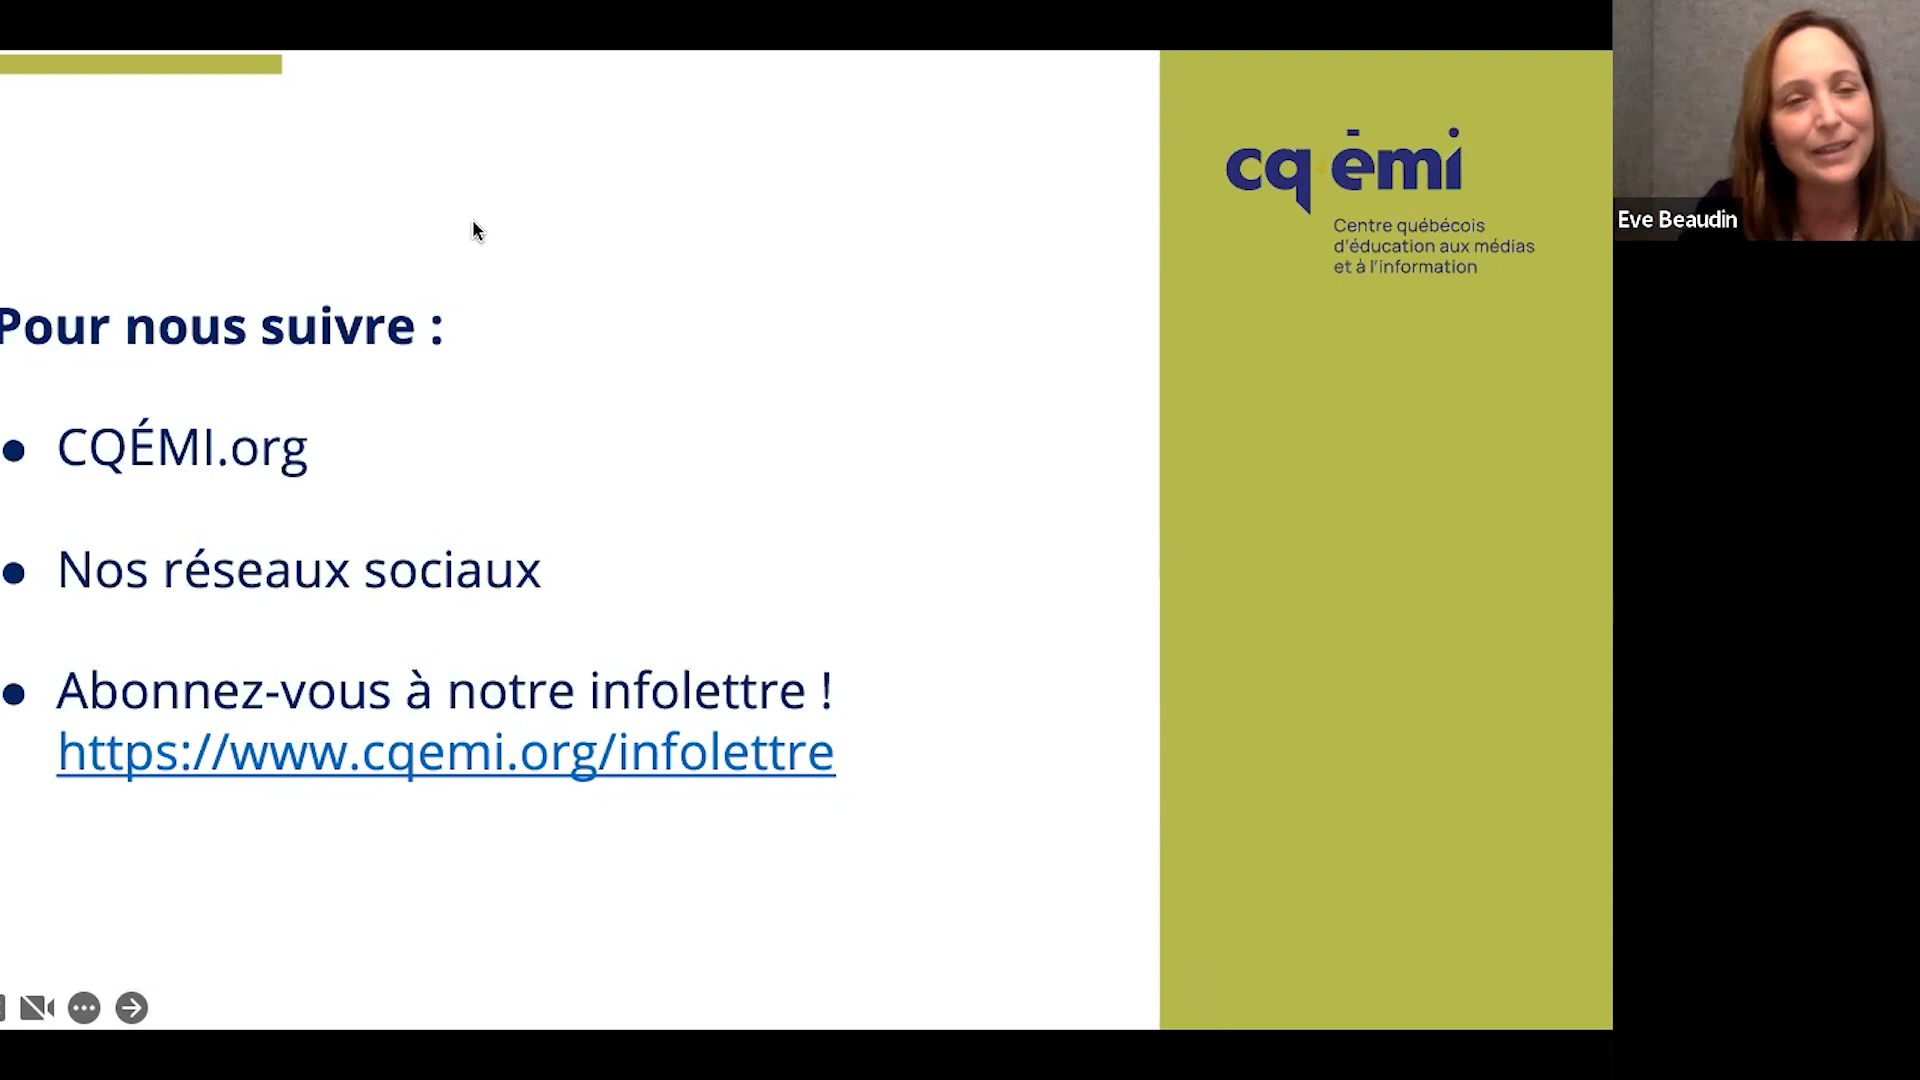 cq·émi
Centre québécois
d'éducation aux médias
et à l'information
Eve Beaudin
Pour nous suivre :
● CQÉMI.org
● Nos réseaux sociaux
● Abonnez-vous à notre infolettre !
https://www.cqemi.org/infolettre